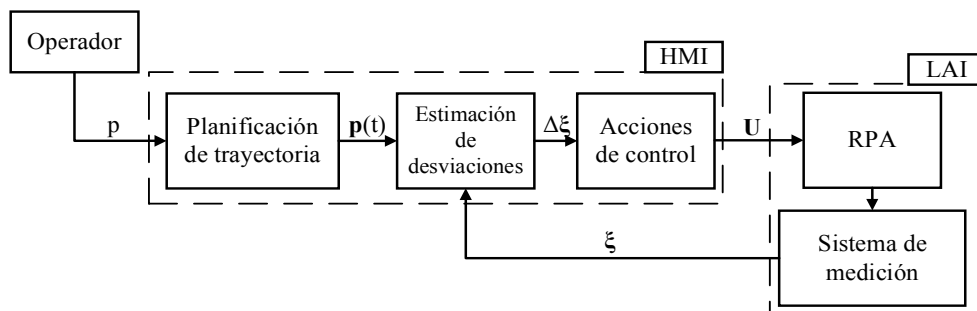 Operador
HMI
LAI
p
Planificación
de trayectoria
p(t)
Estimación
de
desviaciones
Δξ
Acciones
de control
U
RPA
ξ
Sistema de
medición